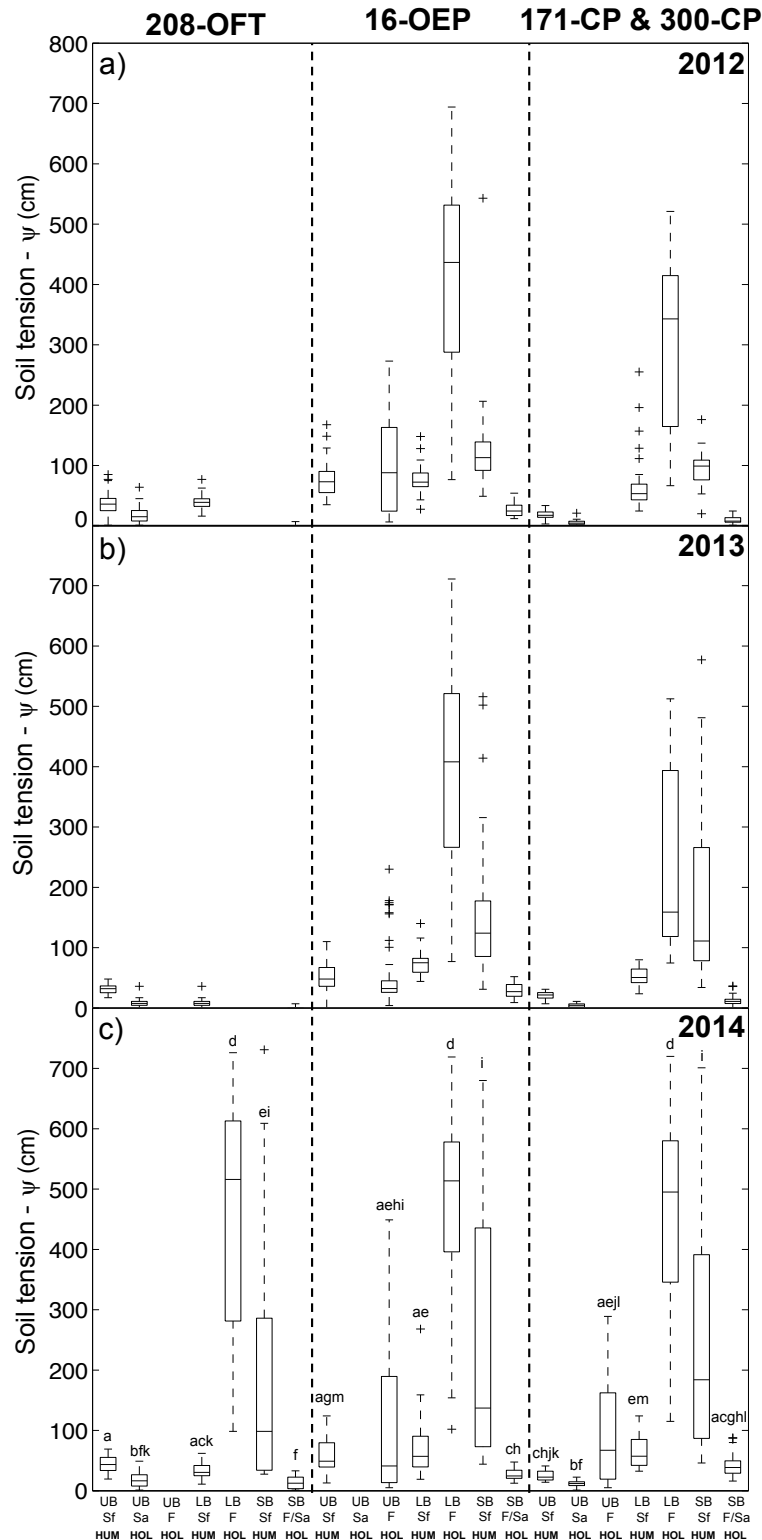 208-OFT 16-OEP 171-CP & 300-CP
a) 2012
800
700
600
500
400
300
200
100
0
Soil tension - ψ (cm)
b) 2013
700
600
500
400
300
200
100
0
Soil tension - ψ (cm)
c) 2014
700
600
500
400
300
200
100
0
Soil tension - ψ (cm)
d d i d i
ei
aehi
ae aejl
agm em acghl
a bfk ack f ch chjk bf
UB UB UB LB LB SB SB UB UB UB LB LB SB SB UB UB UB LB LB SB SB
Sf Sa F Sf F Sf F/Sa Sf Sa F Sf F Sf F/Sa Sf Sa F Sf F Sf F/Sa
HUM HOL HOL HUM HOL HUM HOL HUM HOL HOL HUM HOL HUM HOL HUM HOL HOL HUM HOL HUM HOL